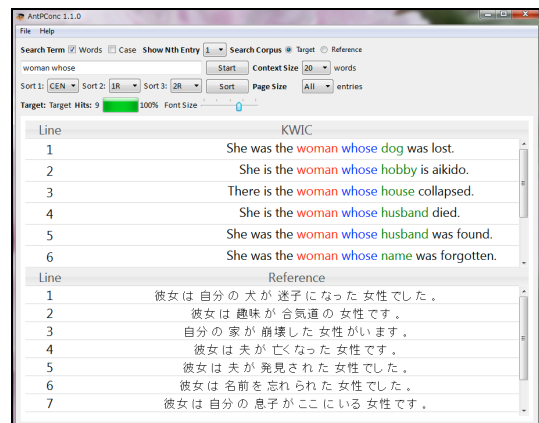 AntPConc 1.1.0
File Help
Search Term Words Case Show Nth Entry 1 Search Corpus Target Reference
woman whose Start Context Size 20 words
Sort 1: CEN Sort 2: 1R Sort 3: 2R Sort Page Size All entries
Target: Target Hits: 9 100% Font Size
Line KWIC
1 She was the woman whose dog was lost.
2 She is the woman whose hobby is aikido.
3 There is the woman whose house collapsed.
4 She is the woman whose husband died.
5 She was the woman whose husband was found.
6 She was the woman whose name was forgotten.
Line Reference
1 彼女 は 自分 の 犬 が 迷子 に なっ た 女性 でし た 。
2 彼女 は 趣味 が 合気道 の 女性 です 。
3 自分 の 家 が 崩壊 し た 女性 が い ます 。
4 彼女 は 夫 が 亡く なっ た 女性 です 。
5 彼女 は 夫 が 発見 さ れ た 女性 でし た 。
6 彼女 は 名前 を 忘れ られ た 女性 でし た 。
7 彼女 は 自分 の 息子 が ここ に いる 女性 です 。